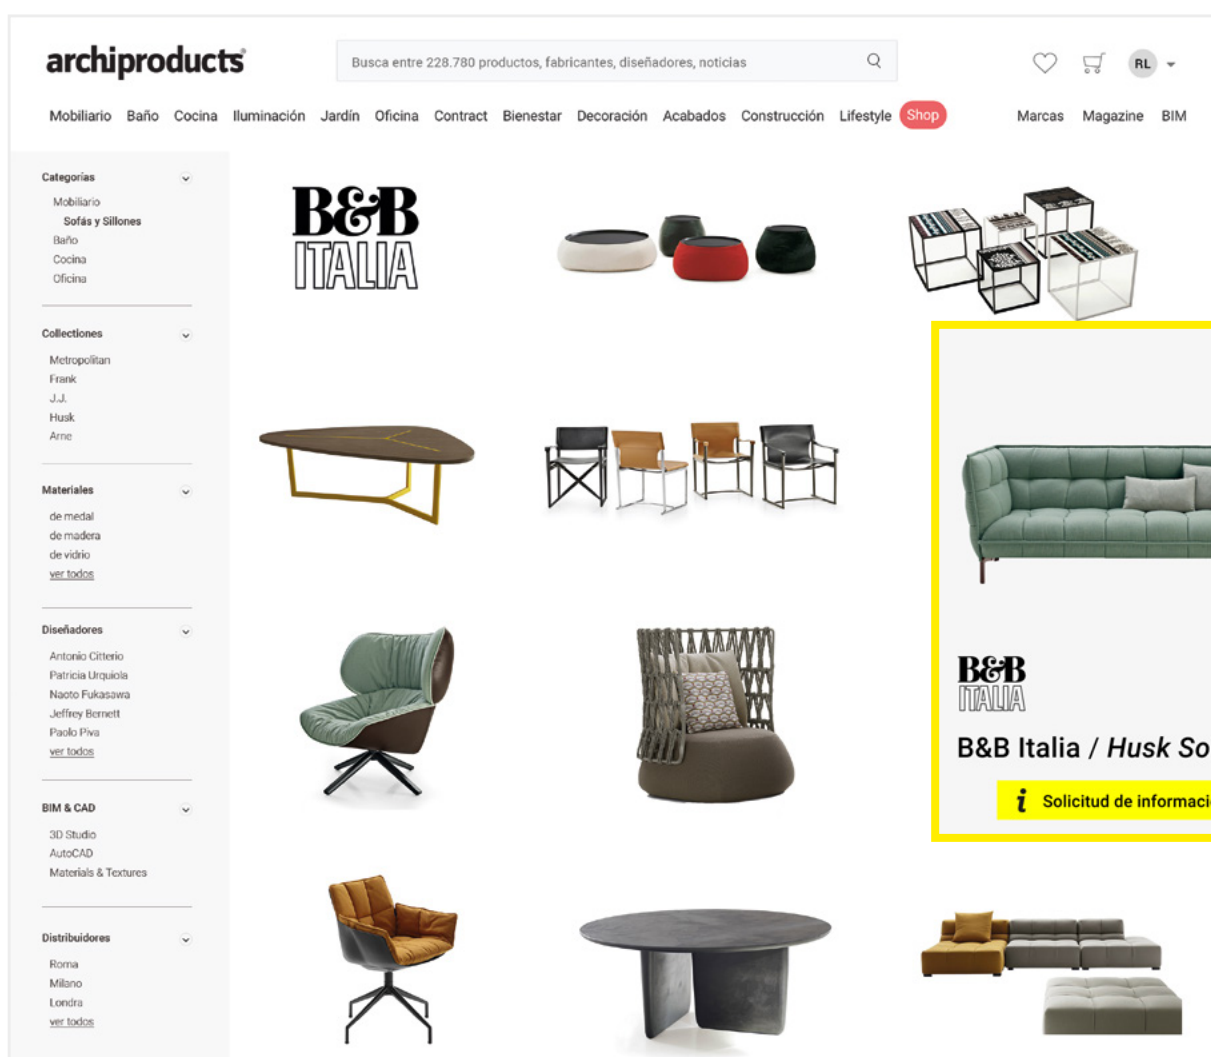 archiproducts
Busca entre 228.780 productos, fabricantes, diseñadores, noticias
RL
Mobiliario Baño Cocina Iluminación Jardín Oficina Contract Bienestar Decoración Acabados Construcción Lifestyle Shop Marcas Magazine BIM
Categorías
Mobiliario
Sofás y Sillones
Baño
Cocina
Oficina
Collectiones
Metropolitan
Frank
J.J.
Husk
Arne
Materiales
de medal
de madera
de vidrio
ver todos
Diseñadores
Antonio Citterio
Patricia Urquiola
Naoto Fukasawa
Jeffrey Bernett
Paolo Piva
ver todos
BIM & CAD
3D Studio
AutoCAD
Materials & Textures
Distribuidores
Roma
Milano
Londra
ver todos
B&B
ITALIA
B&B
ITALIA
B&B Italia / Husk So
i Solicitud de informaci